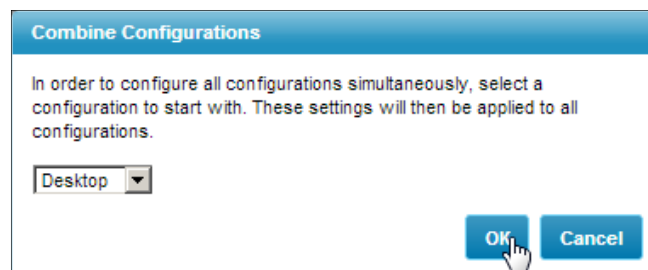 Combine Configurations
In order to configure all configurations simultaneously, select a
configuration to start with. These settings will then be applied to all
configurations.
Desktop
OK Cancel